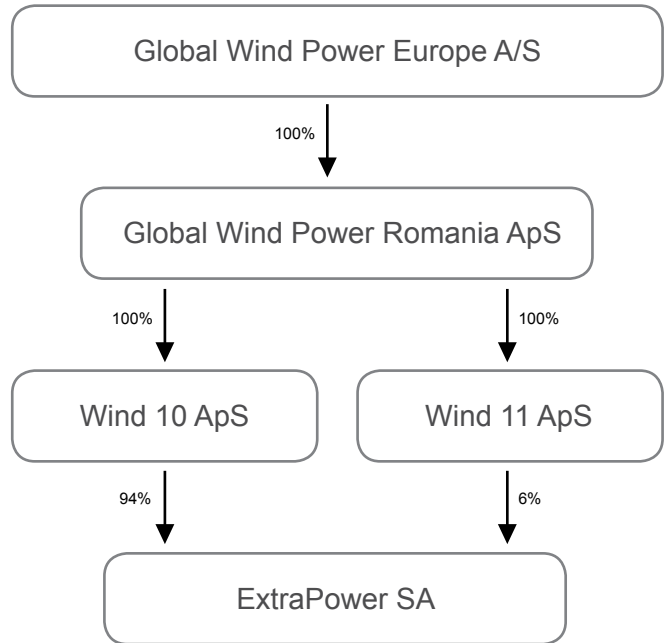 Global Wind Power Europe A/S
100%
Global Wind Power Romania ApS
100%
100%
Wind 10 ApS
Wind 11 ApS
94%
6%
ExtraPower SA